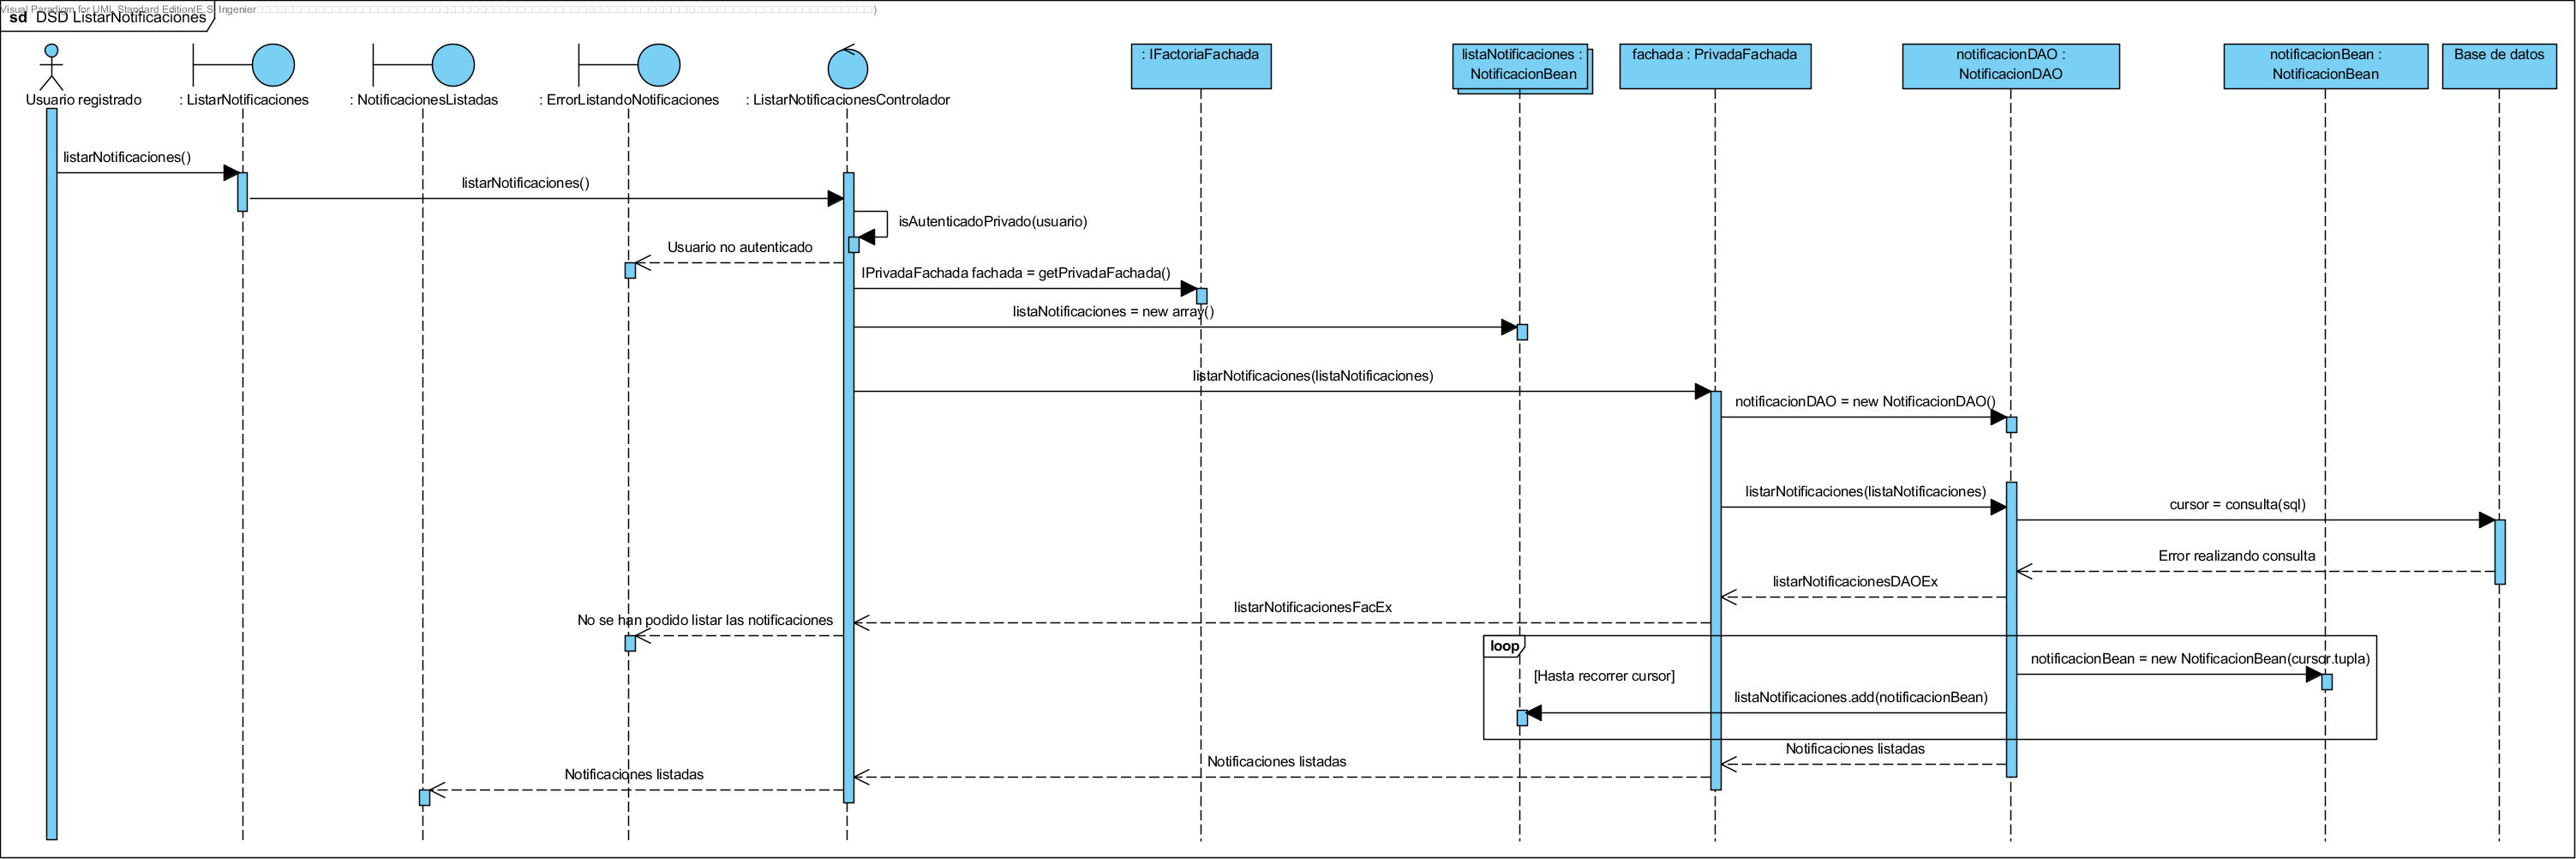 Visual Paradigm for UML Standard Edition(E.S. Ingenier
sd DSD ListarNotificaciones
Usuario registrado
: ListarNotificaciones
: NotificacionesListadas
: ErrorListandoNotificaciones
: ListarNotificacionesControlador
: IFactoriaFachada
listaNotificaciones :
NotificacionBean
fachada : PrivadaFachada
notificacionDAO :
NotificacionDAO
notificacionBean :
NotificacionBean
Base de datos
listarNotificaciones()
listarNotificaciones()
isAutenticadoPrivado(usuario)
Usuario no autenticado
IPrivadaFachada fachada = getPrivadaFachada()
listaNotificaciones = new array()
listarNotificaciones(listaNotificaciones)
notificacionDAO = new NotificacionDAO()
listarNotificaciones(listaNotificaciones)
cursor = consulta(sql)
Error realizando consulta
listarNotificacionesDAOEx
listarNotificacionesFacEx
No se han podido listar las notificaciones
loop
notificacionBean = new NotificacionBean(cursor.tupla)
[Hasta recorrer cursor]
listaNotificaciones.add(notificacionBean)
Notificaciones listadas
Notificaciones listadas
Notificaciones listadas